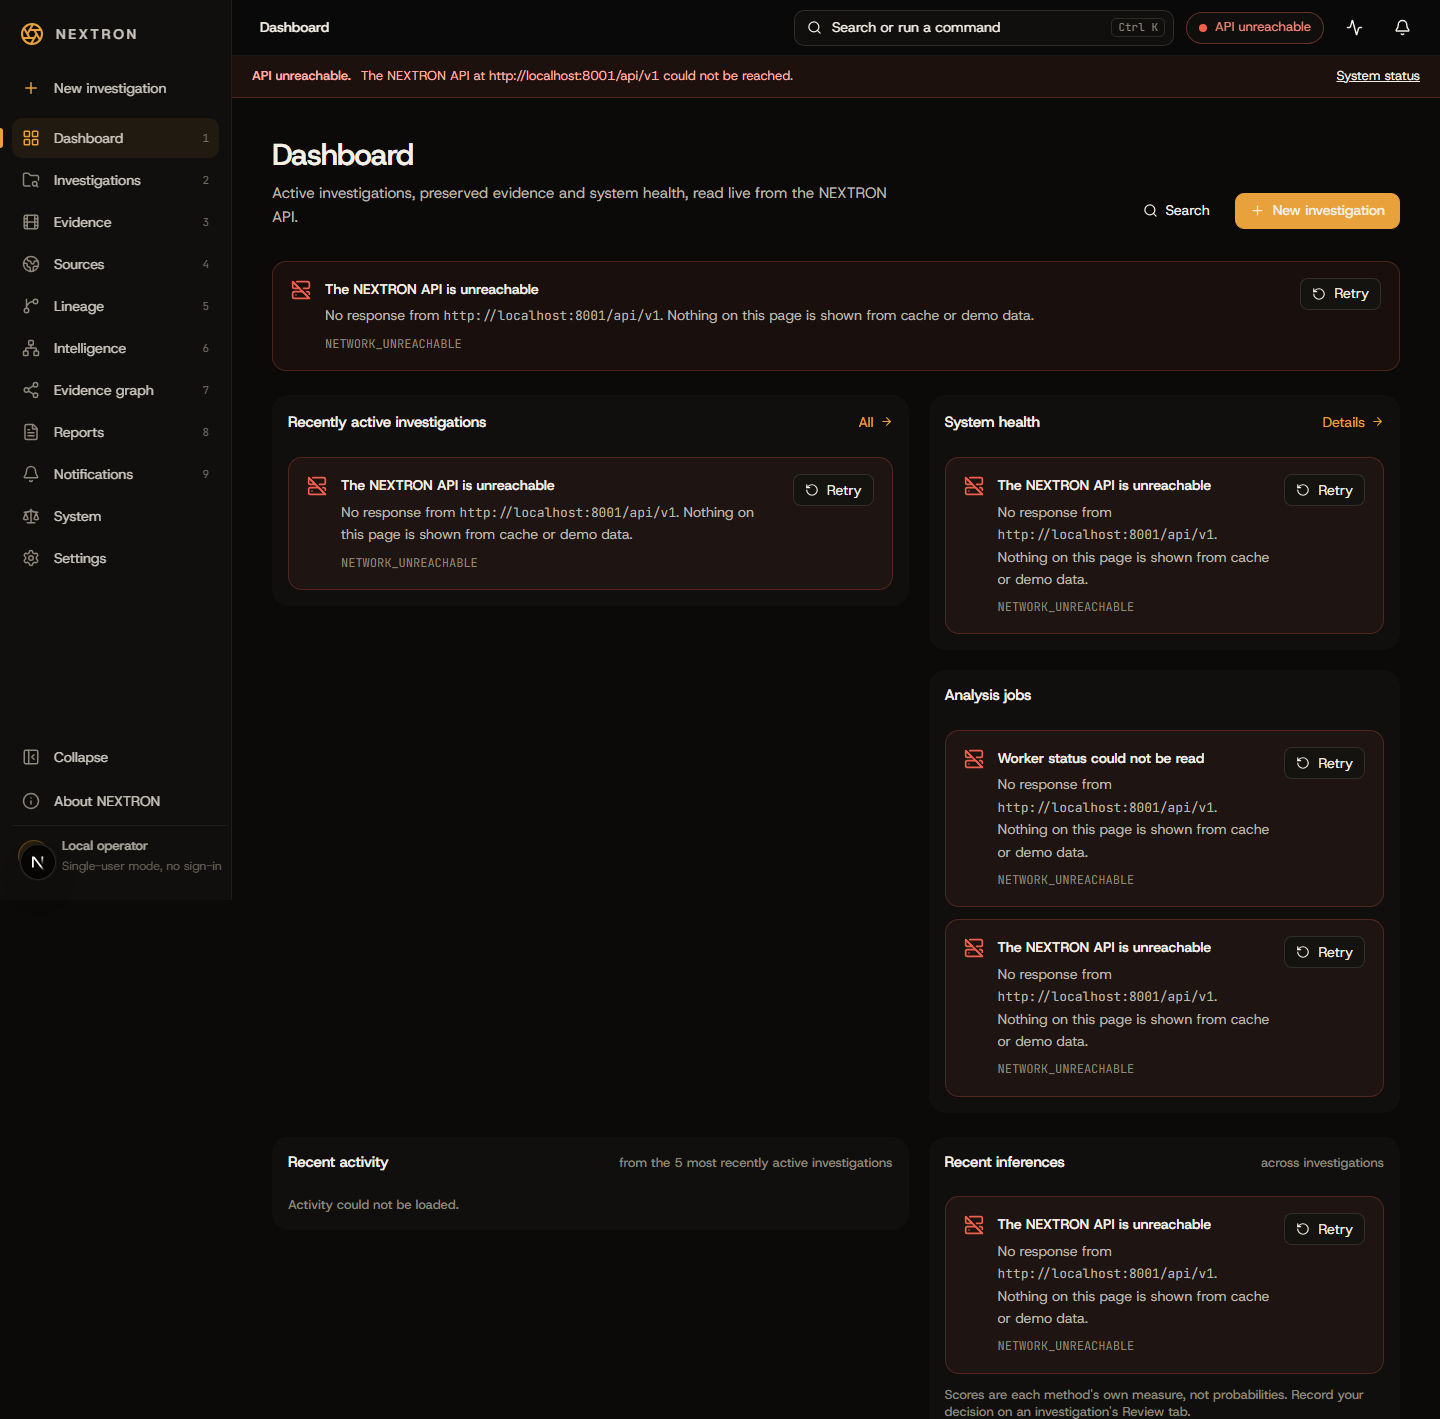 NEXTRON
New investigation
Dashboard 1
Investigations 2
Evidence 3
Sources 4
Lineage 5
Intelligence 6
Evidence graph 7
Reports 8
Notifications 9
System
Settings
Collapse
About NEXTRON
N
Local operator
Single-user mode, no sign-in
Dashboard
Search or run a command Ctrl K
API unreachable
API unreachable. The NEXTRON API at http://localhost:8001/api/v1 could not be reached.
System status
Dashboard
Active investigations, preserved evidence and system health, read live from the NEXTRON
API.
Search
New investigation
The NEXTRON API is unreachable
No response from http://localhost:8001/api/v1. Nothing on this page is shown from cache or demo data.
NETWORK_UNREACHABLE
Retry
Recently active investigations
All
The NEXTRON API is unreachable
No response from http://localhost:8001/api/v1. Nothing on
this page is shown from cache or demo data.
NETWORK_UNREACHABLE
Retry
System health
Details
The NEXTRON API is unreachable
No response from
http://localhost:8001/api/v1.
Nothing on this page is shown from cache
or demo data.
NETWORK_UNREACHABLE
Retry
Analysis jobs
Worker status could not be read
No response from
http://localhost:8001/api/v1.
Nothing on this page is shown from cache
or demo data.
NETWORK_UNREACHABLE
Retry
The NEXTRON API is unreachable
No response from
http://localhost:8001/api/v1.
Nothing on this page is shown from cache
or demo data.
NETWORK_UNREACHABLE
Retry
Recent activity
from the 5 most recently active investigations
Activity could not be loaded.
Recent inferences
across investigations
The NEXTRON API is unreachable
No response from
http://localhost:8001/api/v1.
Nothing on this page is shown from cache
or demo data.
NETWORK_UNREACHABLE
Retry
Scores are each method's own measure, not probabilities. Record your
decision on an investigation's Review tab.